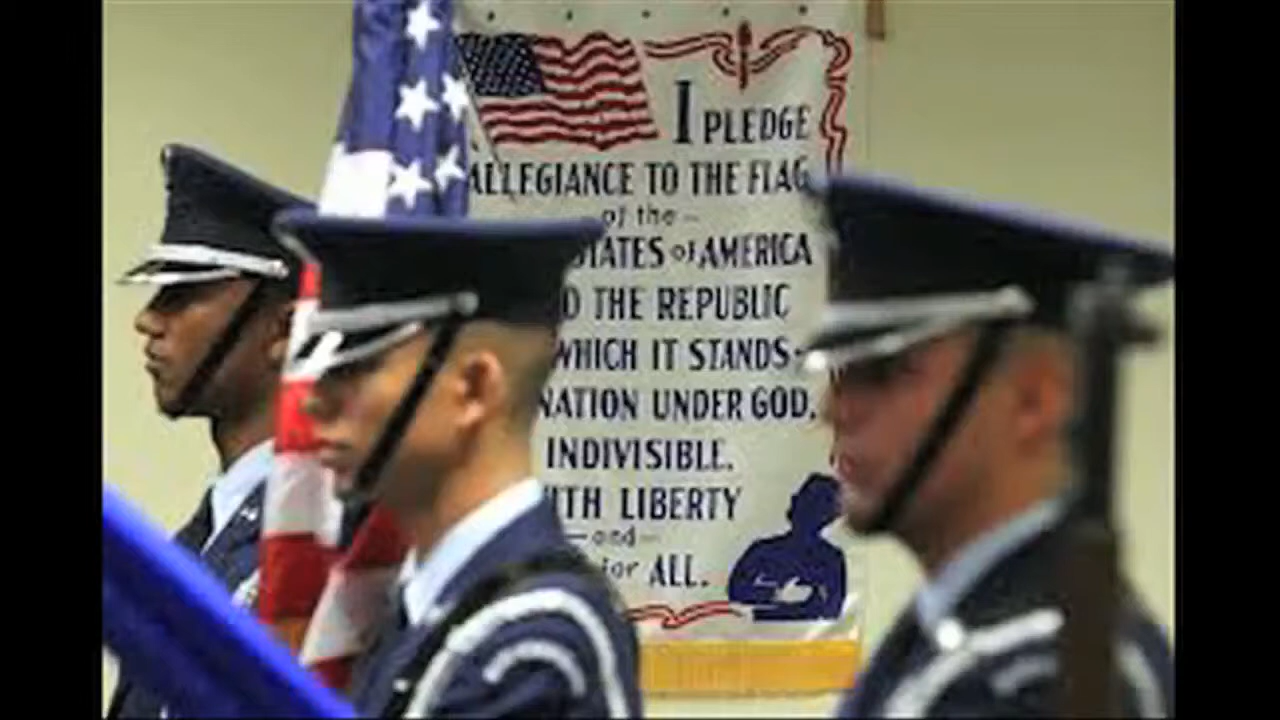 I PLEDGE
ALLEGIANCE TO THE FLAG
of the
STATES of AMERICA
THE REPUBLIC
WHICH IT STANDS-
NATION UNDER GOD,
INDIVISIBLE,
LIBERTY
-and-
for ALL.